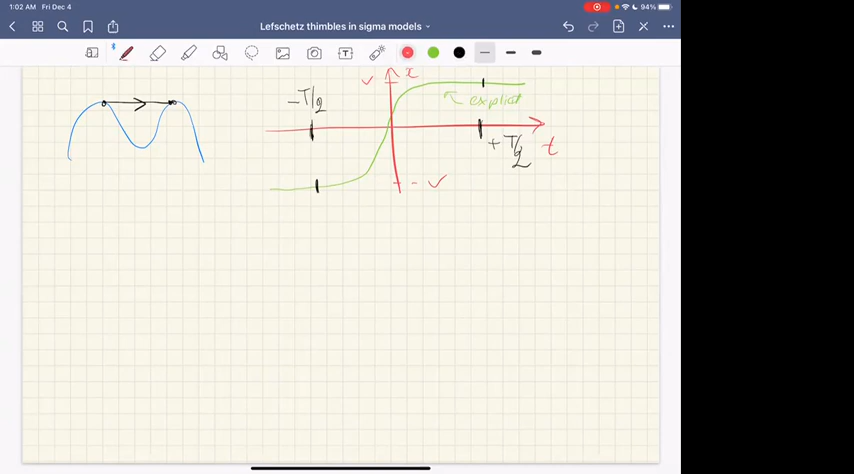 1:02 AM Fri Dec 4
94%
Lefschetz thimbles in sigma models
v x
-T/2
explicit
+T/2
t
- v